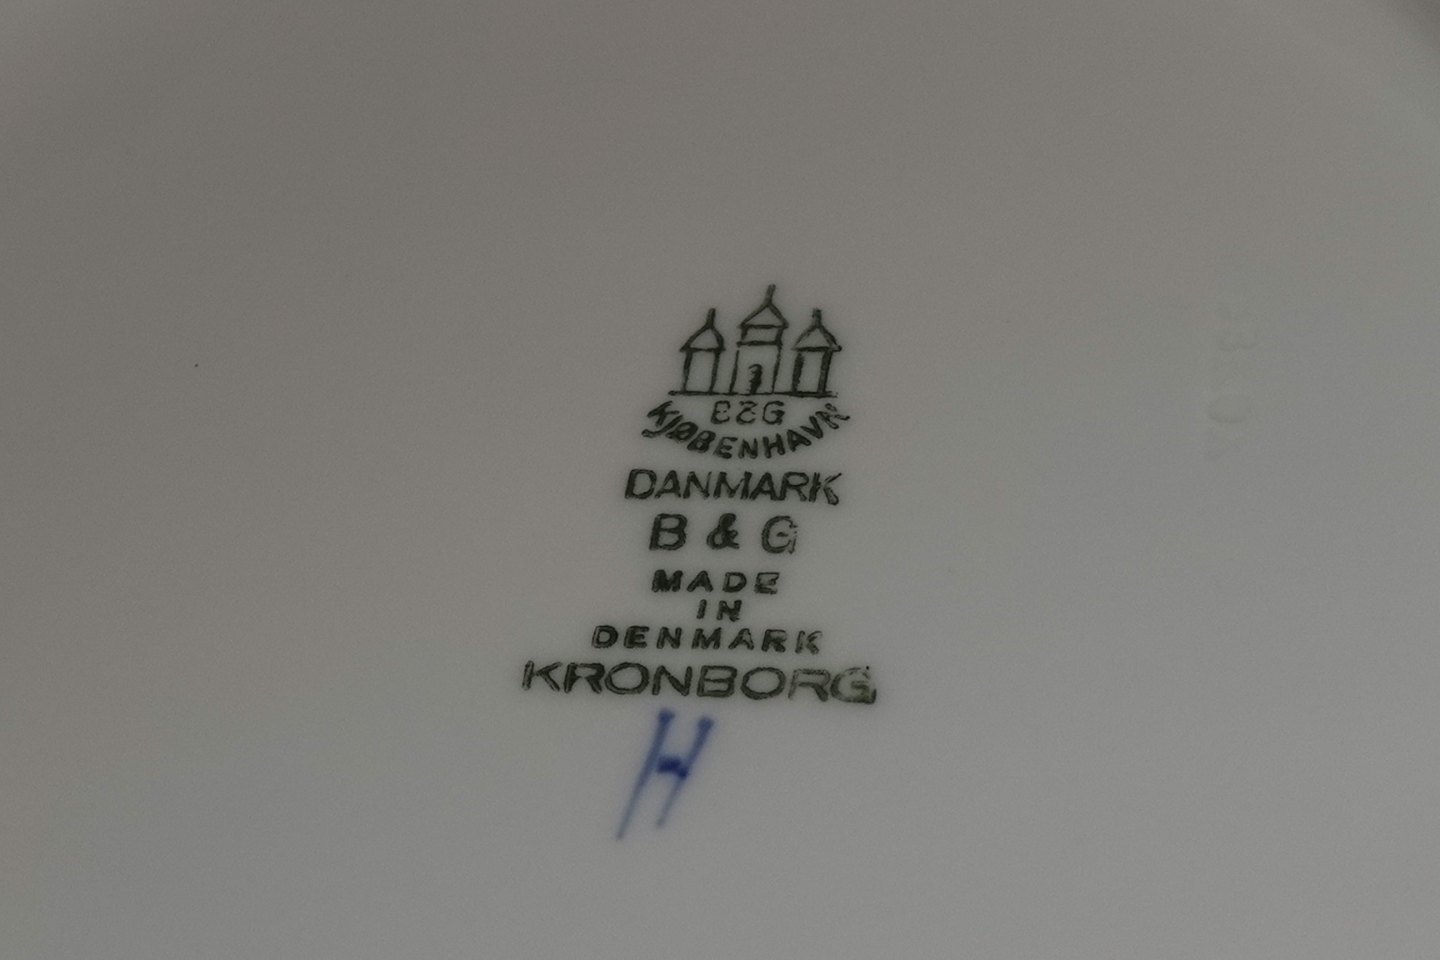 B&G
KJØBENHAVN
DANMARK
B & G
MADE
IN
DENMARK
KRONBORG
H